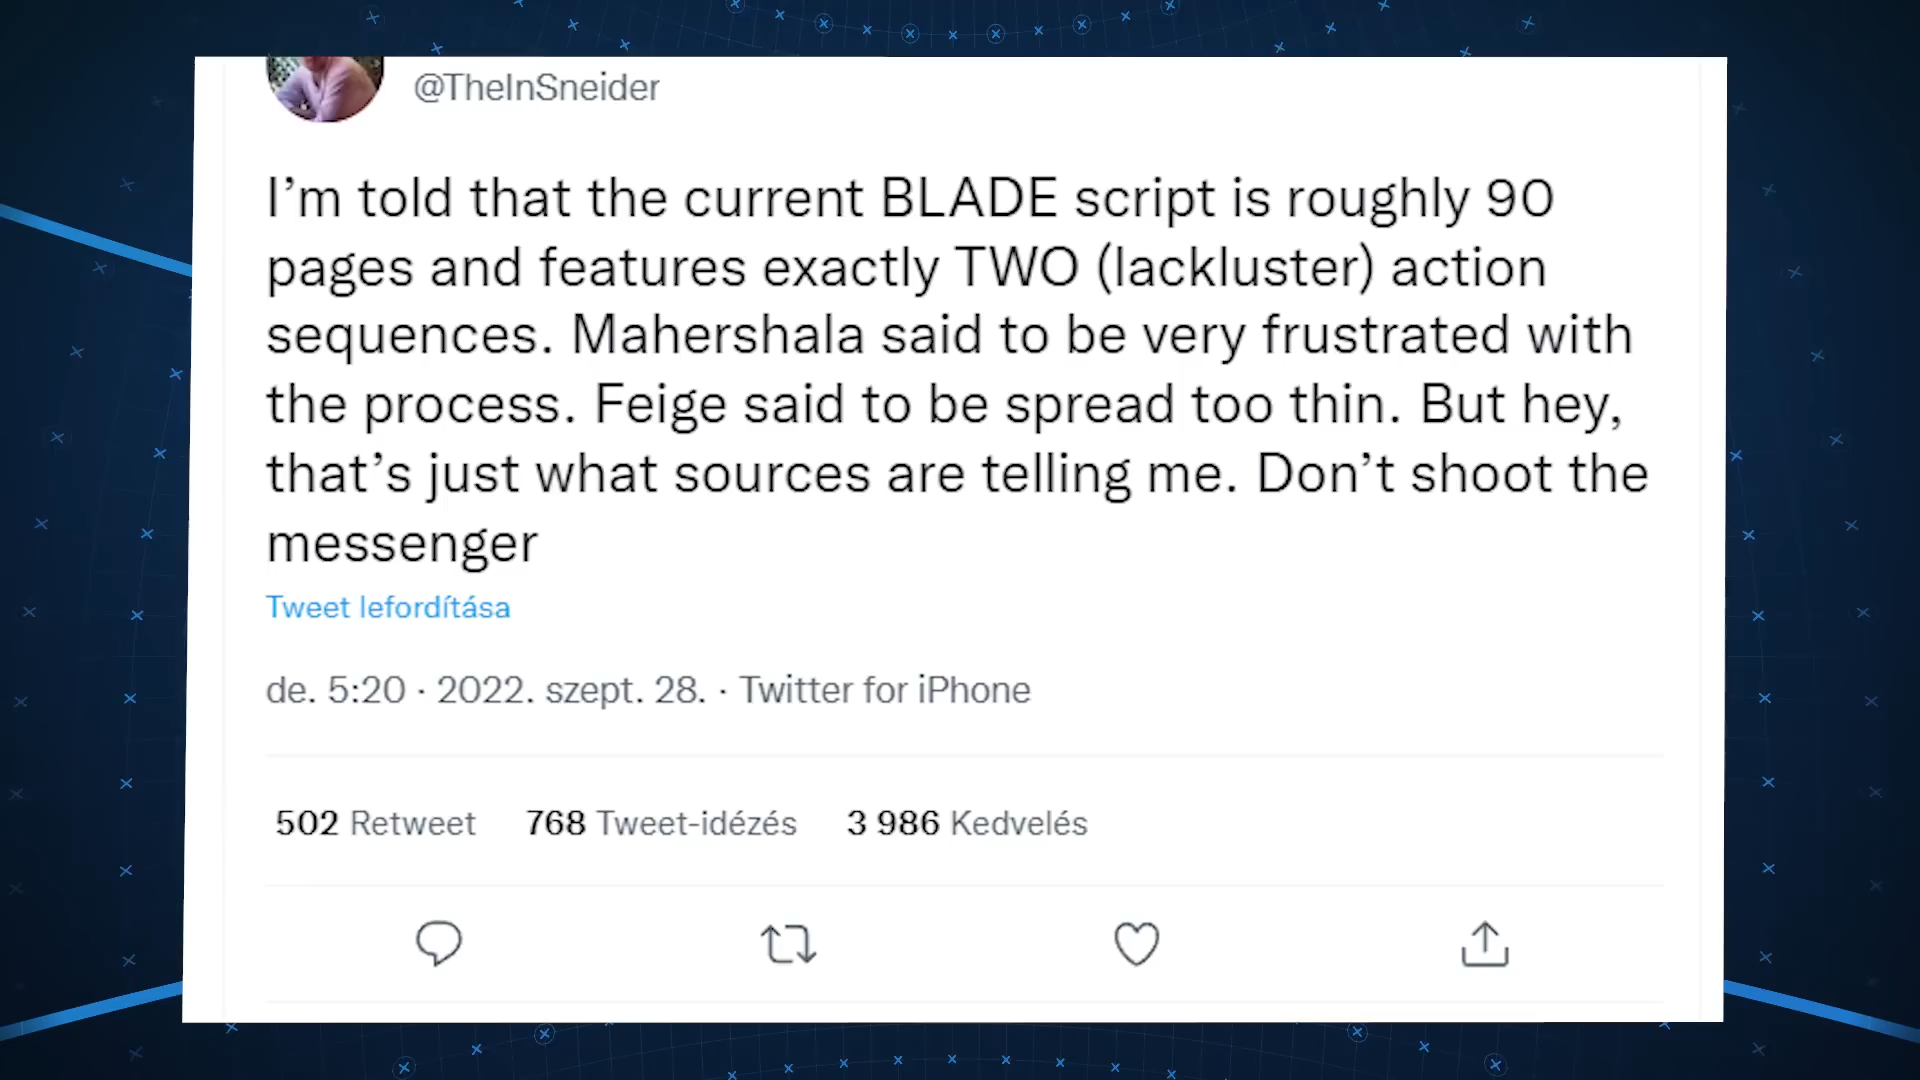 @TheInSneider
I’m told that the current BLADE script is roughly 90
pages and features exactly TWO (lackluster) action
sequences. Mahershala said to be very frustrated with
the process. Feige said to be spread too thin. But hey,
that’s just what sources are telling me. Don’t shoot the
messenger
Tweet lefordítása
de. 5:20 · 2022. szept. 28. · Twitter for iPhone
502 Retweet 768 Tweet-idézés 3 986 Kedvelés